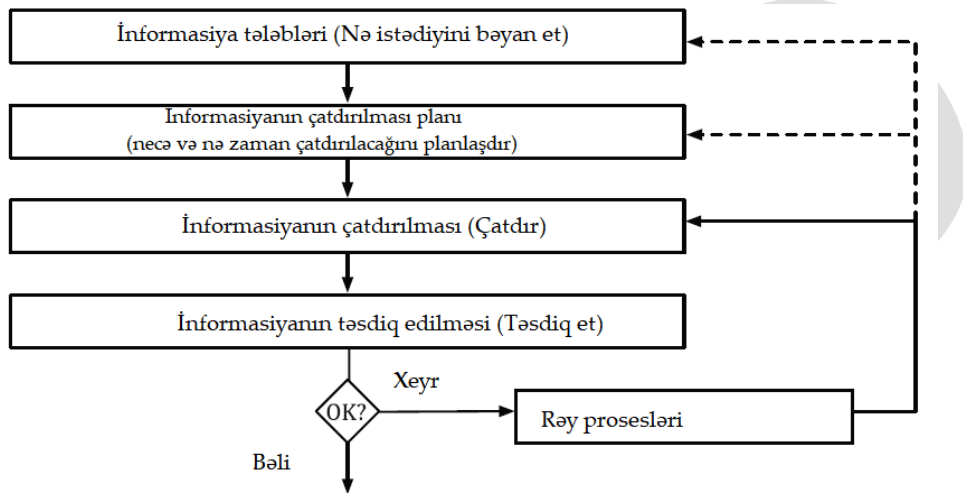 İnformasiya tələbləri (Nə istədiyini bəyan et)
İnformasiyanın çatdırılması planı
(necə və nə zaman çatdırılacağını planlaşdır)
İnformasiyanın çatdırılması (Çatdır)
İnformasiyanın təsdiq edilməsi (Təsdiq et)
Xeyr
OK?
Rəy prosesləri
Bəli